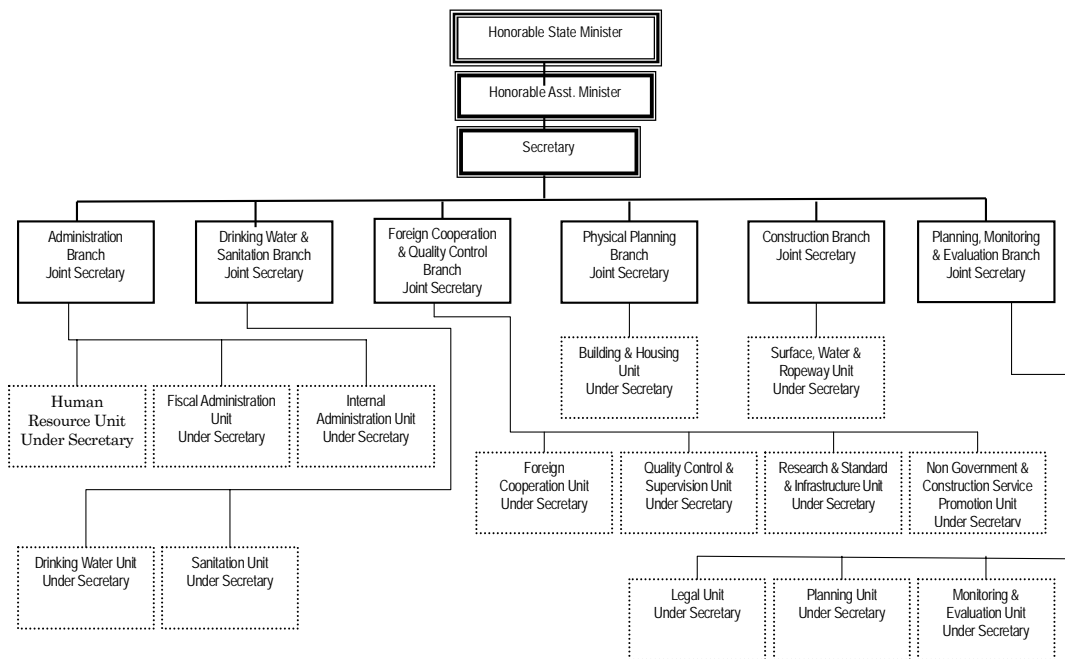 Honorable State Minister
Honorable Asst. Minister
Secretary
Administration
Branch
Joint Secretary
Drinking Water &
Sanitation Branch
Joint Secretary
Foreign Cooperation
& Quality Control
Branch
Joint Secretary
Physical Planning
Branch
Joint Secretary
Construction Branch
Joint Secretary
Planning, Monitoring
& Evaluation Branch
Joint Secretary
Building & Housing
Unit
Under Secretary
Surface, Water &
Ropeway Unit
Under Secretary
Human
Resource Unit
Under Secretary
Fiscal Administration
Unit
Under Secretary
Internal
Administration Unit
Under Secretary
Foreign
Cooperation Unit
Under Secretary
Quality Control &
Supervision Unit
Under Secretary
Research & Standard
& Infrastructure Unit
Under Secretary
Non Government &
Construction Service
Promotion Unit
Under Secretary
Drinking Water Unit
Under Secretary
Sanitation Unit
Under Secretary
Legal Unit
Under Secretary
Planning Unit
Under Secretary
Monitoring &
Evaluation Unit
Under Secretary